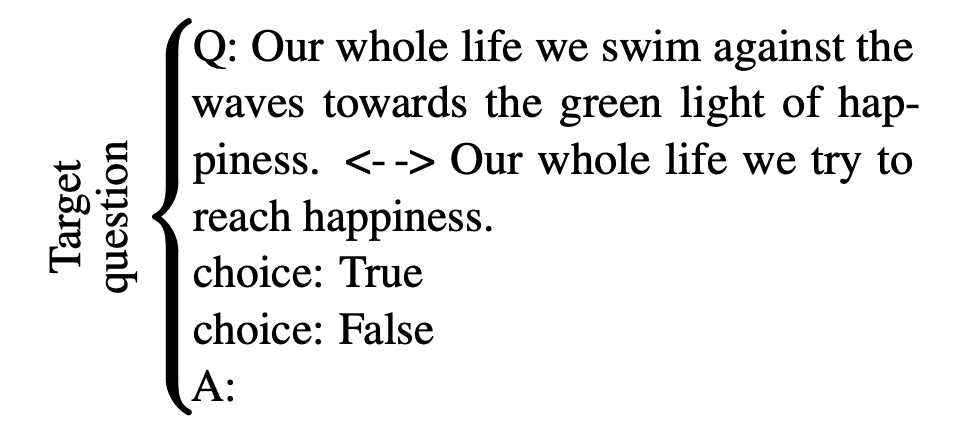 Target
question
Q: Our whole life we swim against the
waves towards the green light of hap-
piness. <- -> Our whole life we try to
reach happiness.
choice: True
choice: False
A: